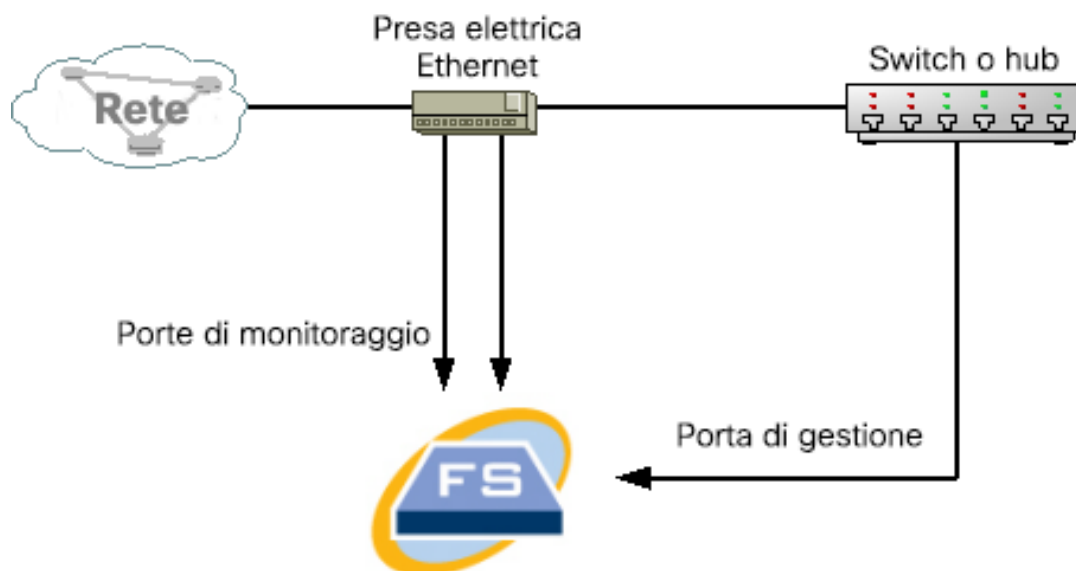 Presa elettrica
Ethernet
Switch o hub
Rete
Porte di monitoraggio
Porta di gestione
FS